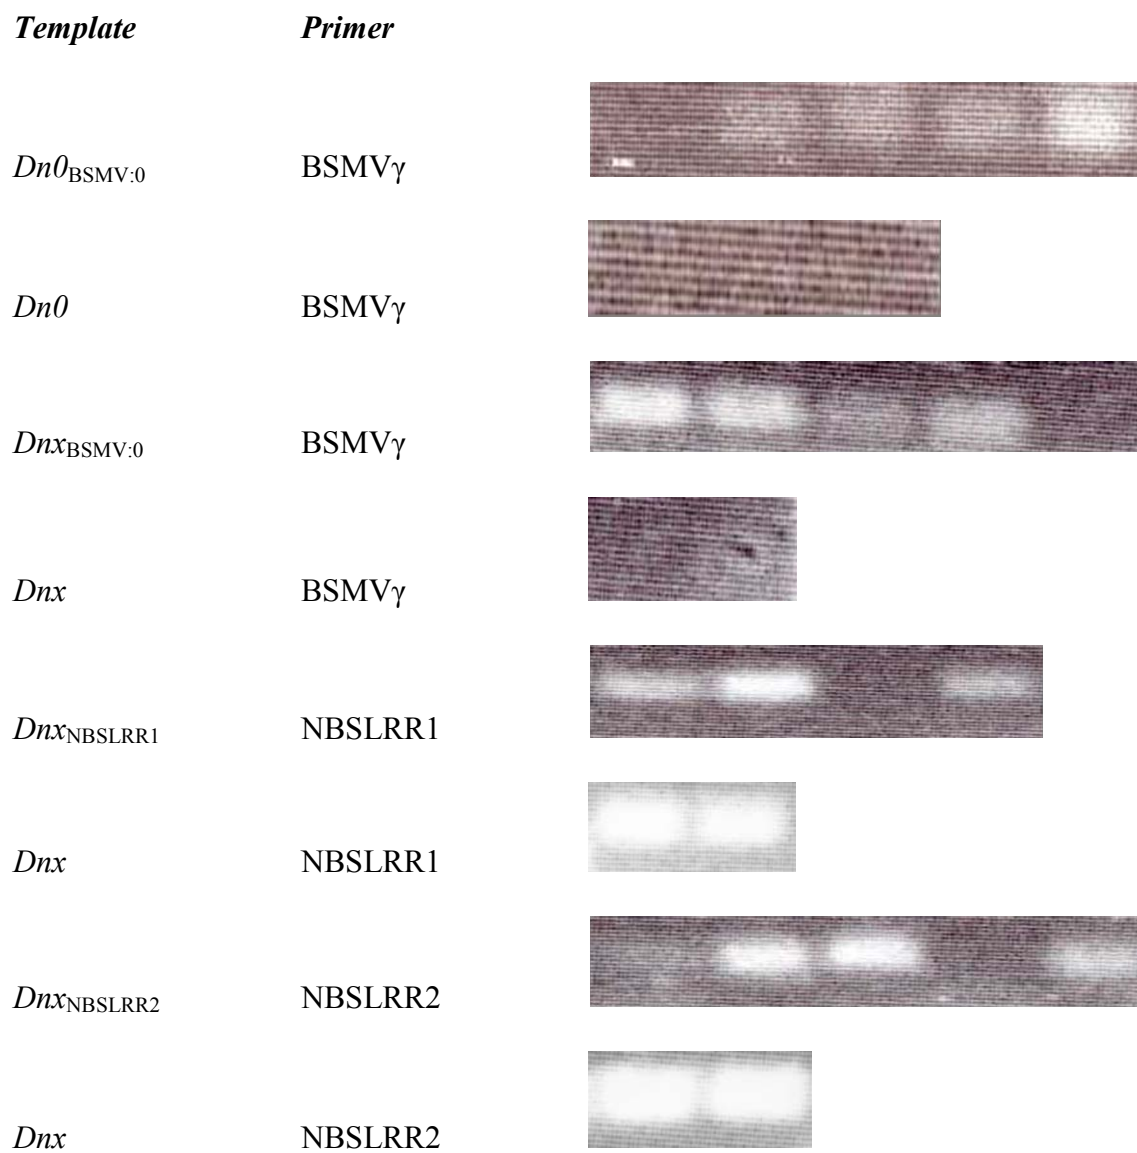 Template Primer
Dn0BSMV:0 BSMVγ
Dn0 BSMVγ
DnxBSMV:0 BSMVγ
Dnx BSMVγ
DnxNBSLRR1 NBSLRR1
Dnx NBSLRR1
DnxNBSLRR2 NBSLRR2
Dnx NBSLRR2